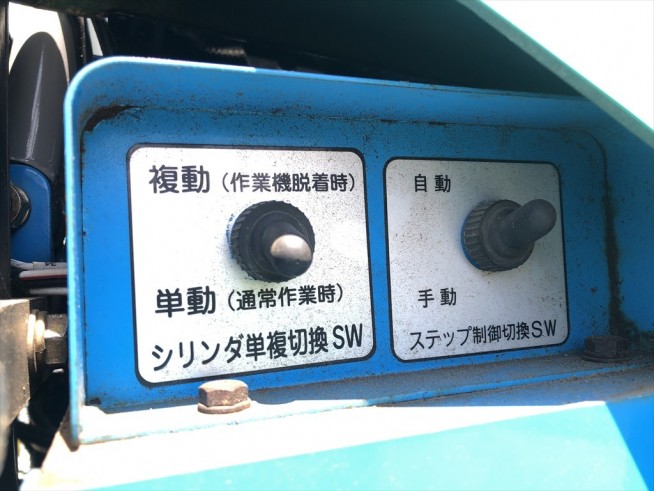 複動（作業機脱着時）
単動（通常作業時）
シリンダ単複切換SW
自動
手動
ステップ制御切換SW